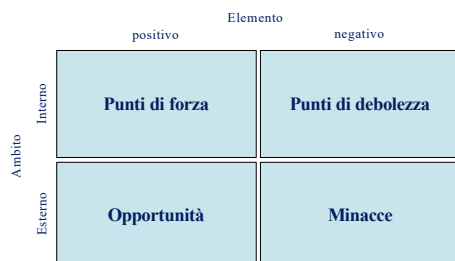 Elemento
positivo
negativo
Ambito
Interno
Punti di forza
Punti di debolezza
Esterno
Opportunità
Minacce